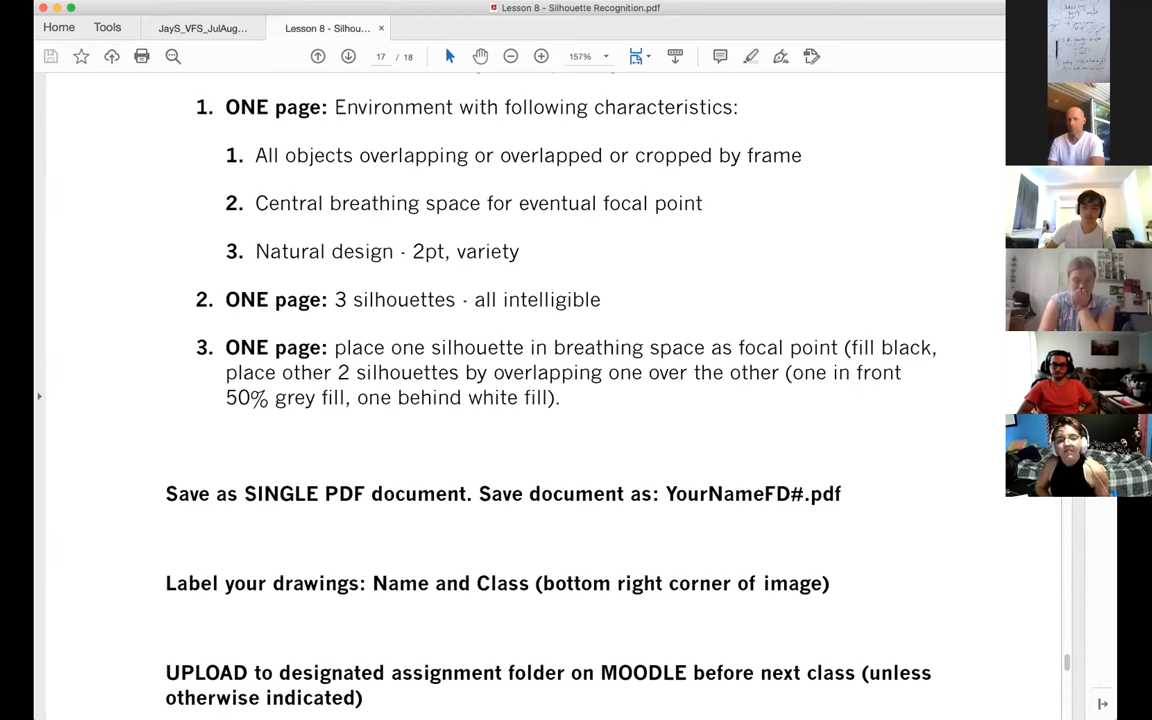 Lesson 8 - Silhouette Recognition.pdf
Home Tools JayS_VFS_JulAug... Lesson 8 - Silhou... ×
17 / 18 157%
1. ONE page: Environment with following characteristics:
1. All objects overlapping or overlapped or cropped by frame
2. Central breathing space for eventual focal point
3. Natural design - 2pt, variety
2. ONE page: 3 silhouettes - all intelligible
3. ONE page: place one silhouette in breathing space as focal point (fill black,
place other 2 silhouettes by overlapping one over the other (one in front
50% grey fill, one behind white fill).
Save as SINGLE PDF document. Save document as: YourNameFD#.pdf
Label your drawings: Name and Class (bottom right corner of image)
UPLOAD to designated assignment folder on MOODLE before next class (unless
otherwise indicated)